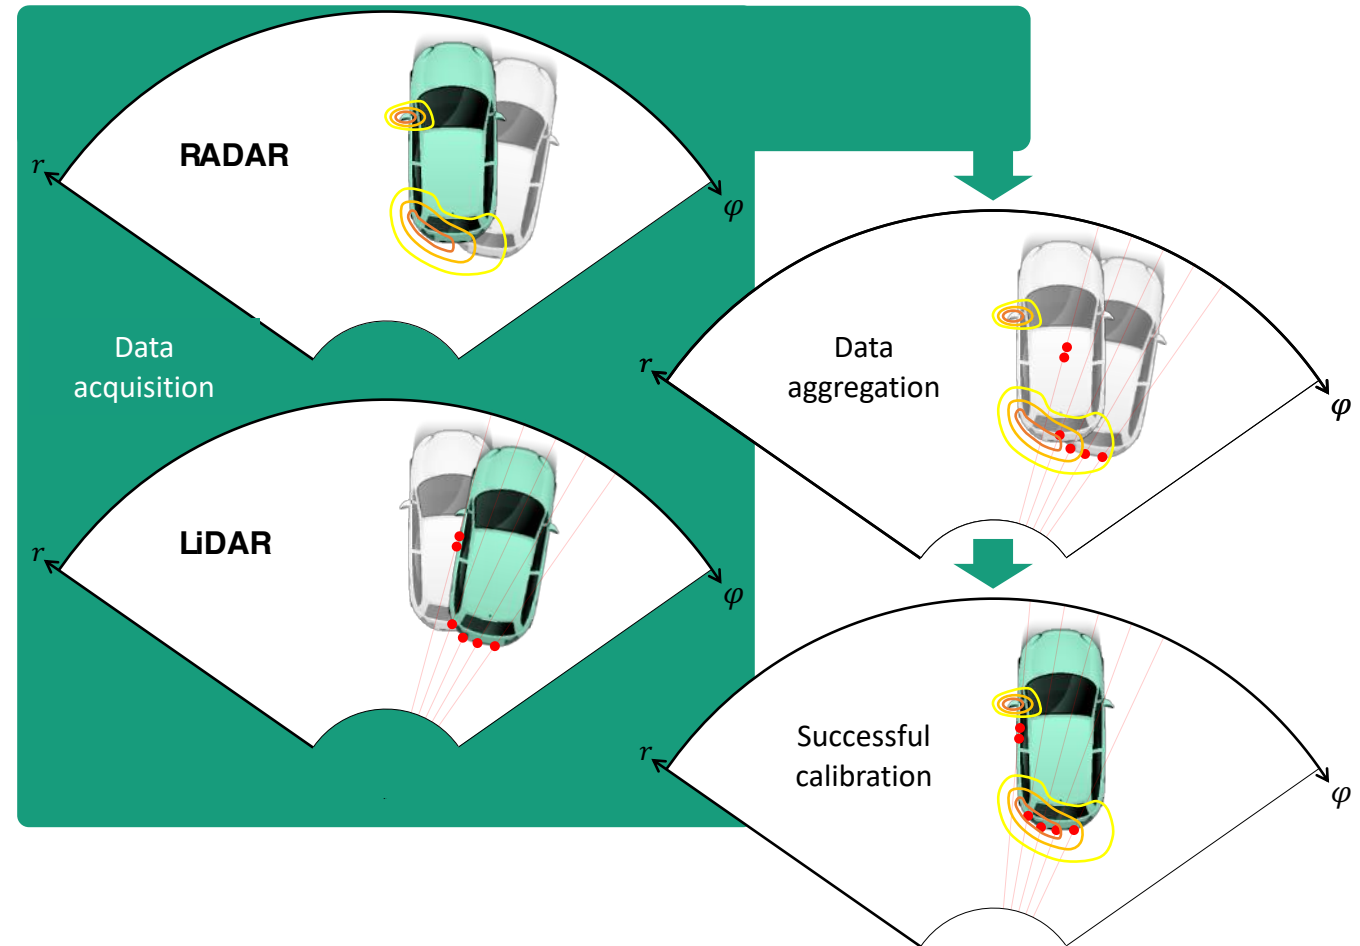 RADAR
r
φ
Data
acquisition
LiDAR
r
φ
Data
aggregation
r
φ
Successful
calibration
r
φ